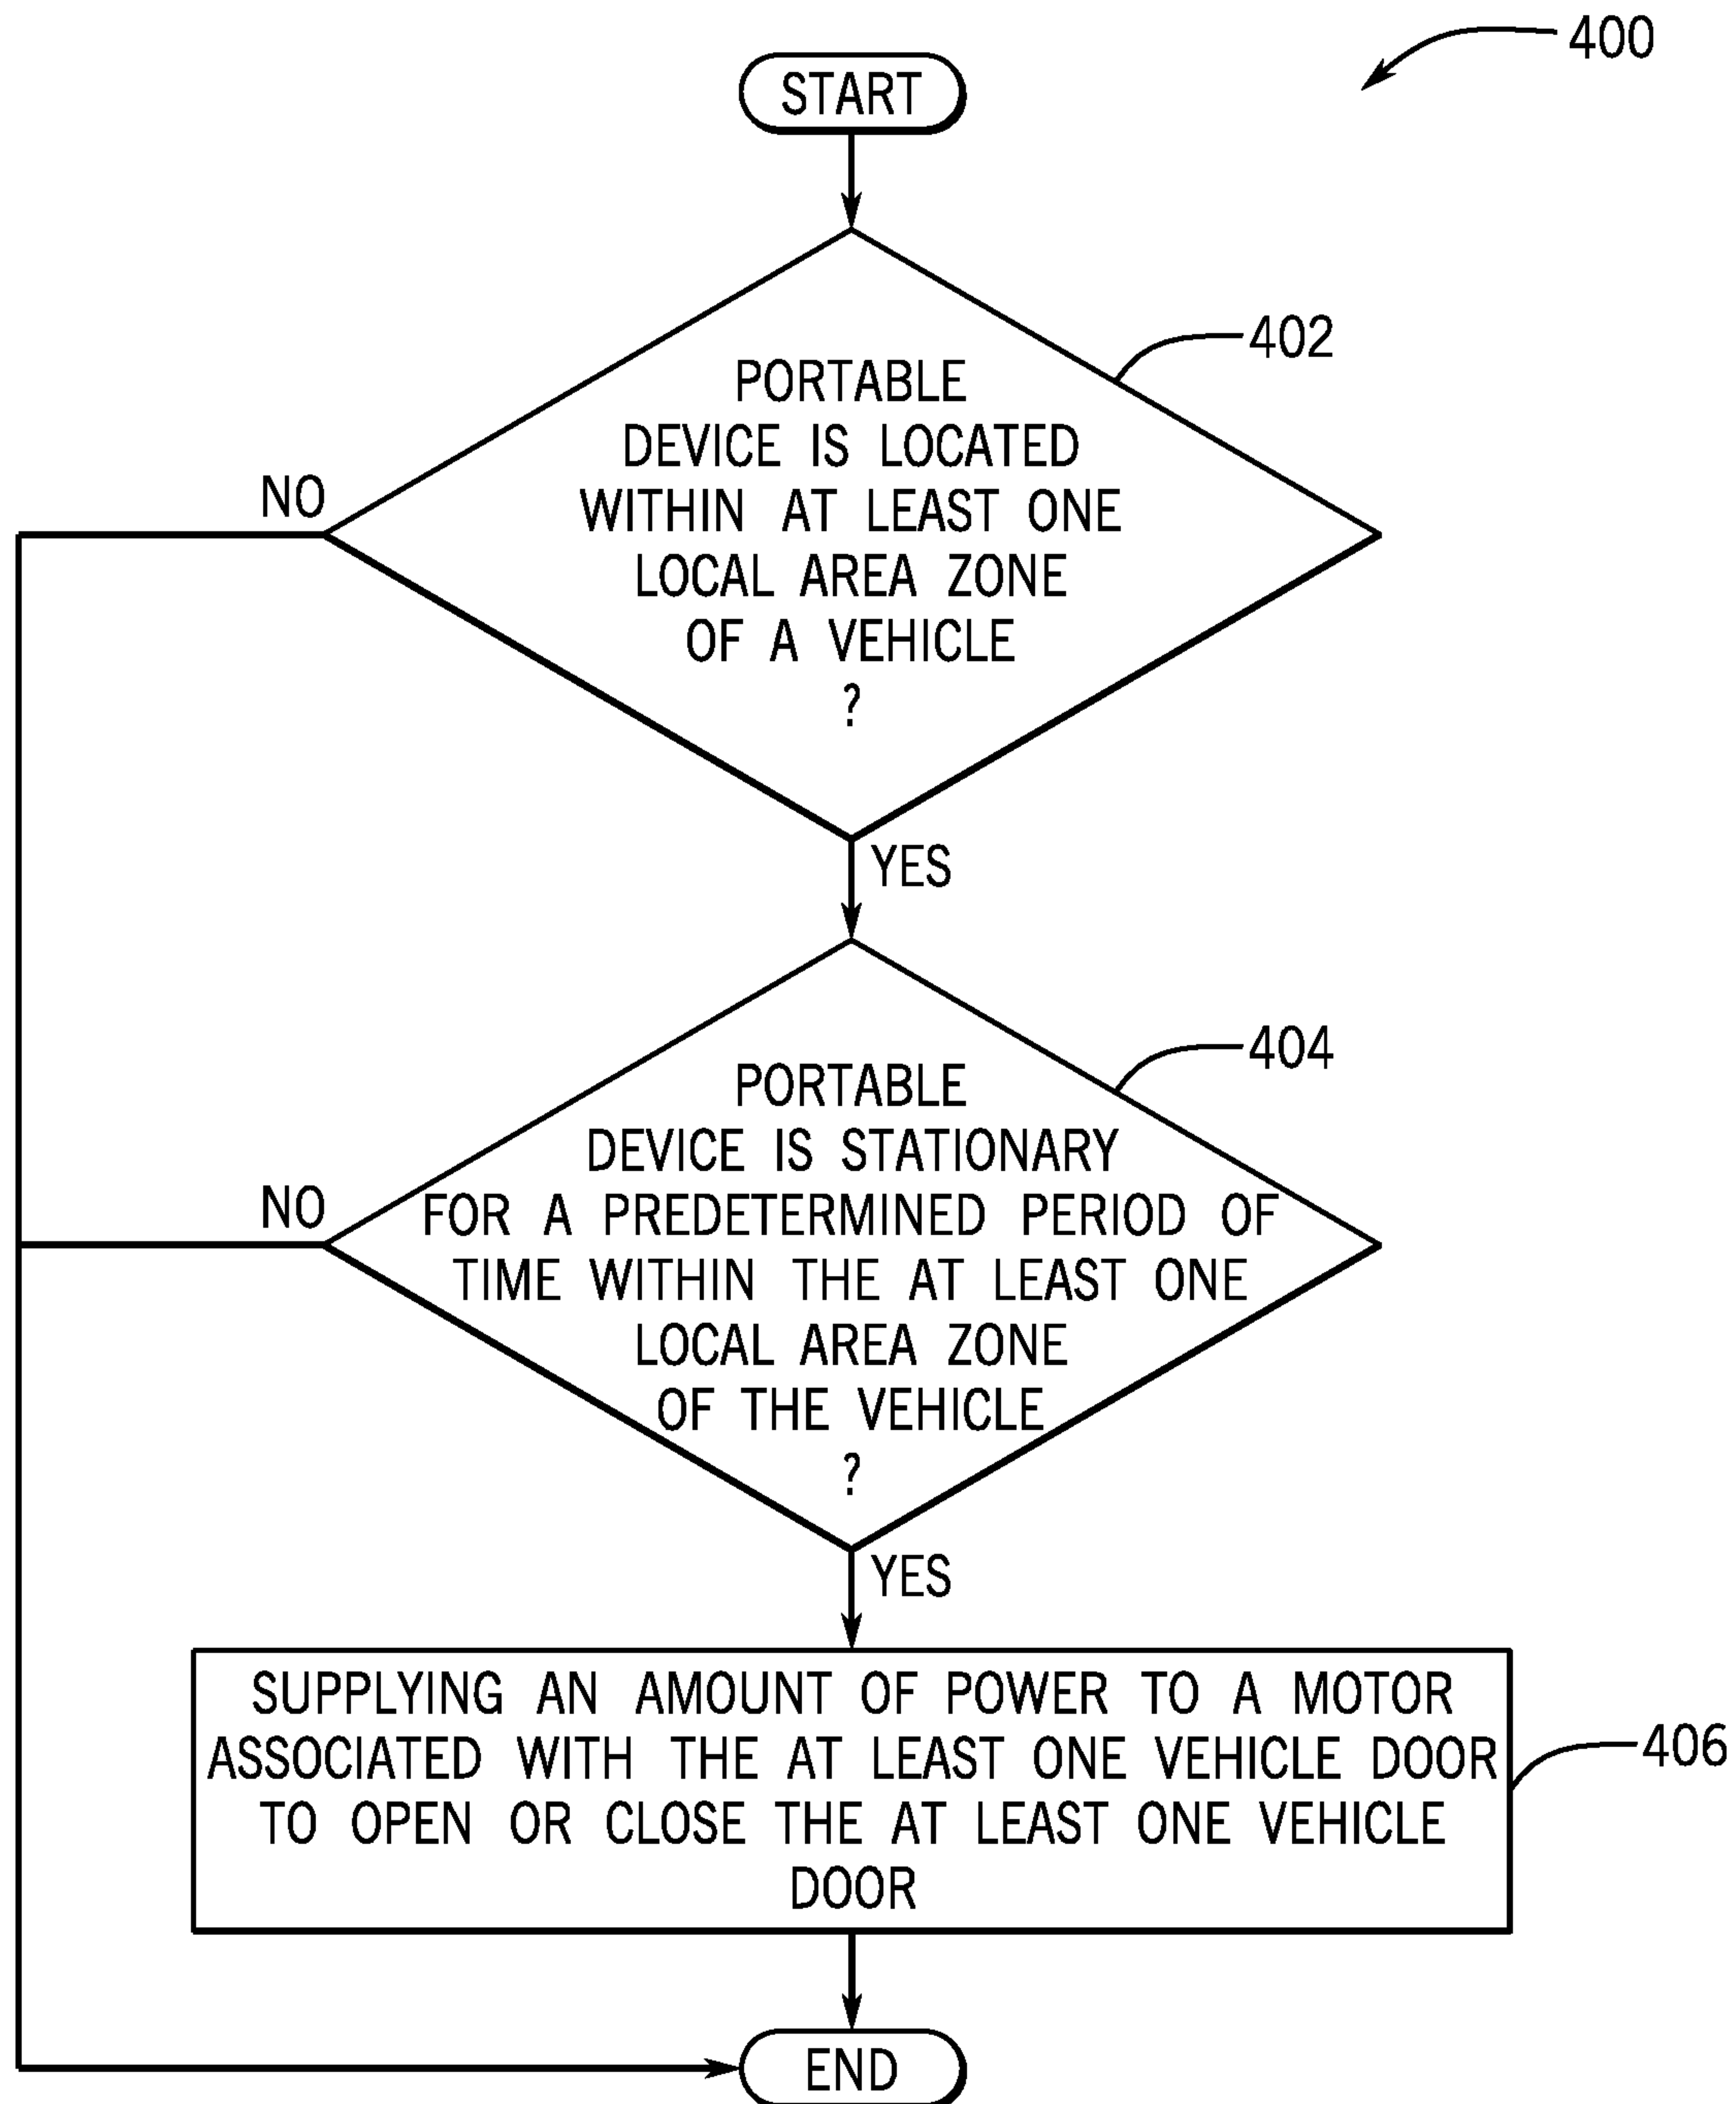 400
START
402
PORTABLE
DEVICE IS LOCATED
WITHIN AT LEAST ONE
LOCAL AREA ZONE
OF A VEHICLE
?
NO
YES
404
PORTABLE
DEVICE IS STATIONARY
FOR A PREDETERMINED PERIOD OF
TIME WITHIN THE AT LEAST ONE
LOCAL AREA ZONE
OF THE VEHICLE
?
NO
YES
SUPPLYING AN AMOUNT OF POWER TO A MOTOR
ASSOCIATED WITH THE AT LEAST ONE VEHICLE DOOR
TO OPEN OR CLOSE THE AT LEAST ONE VEHICLE
DOOR
406
END